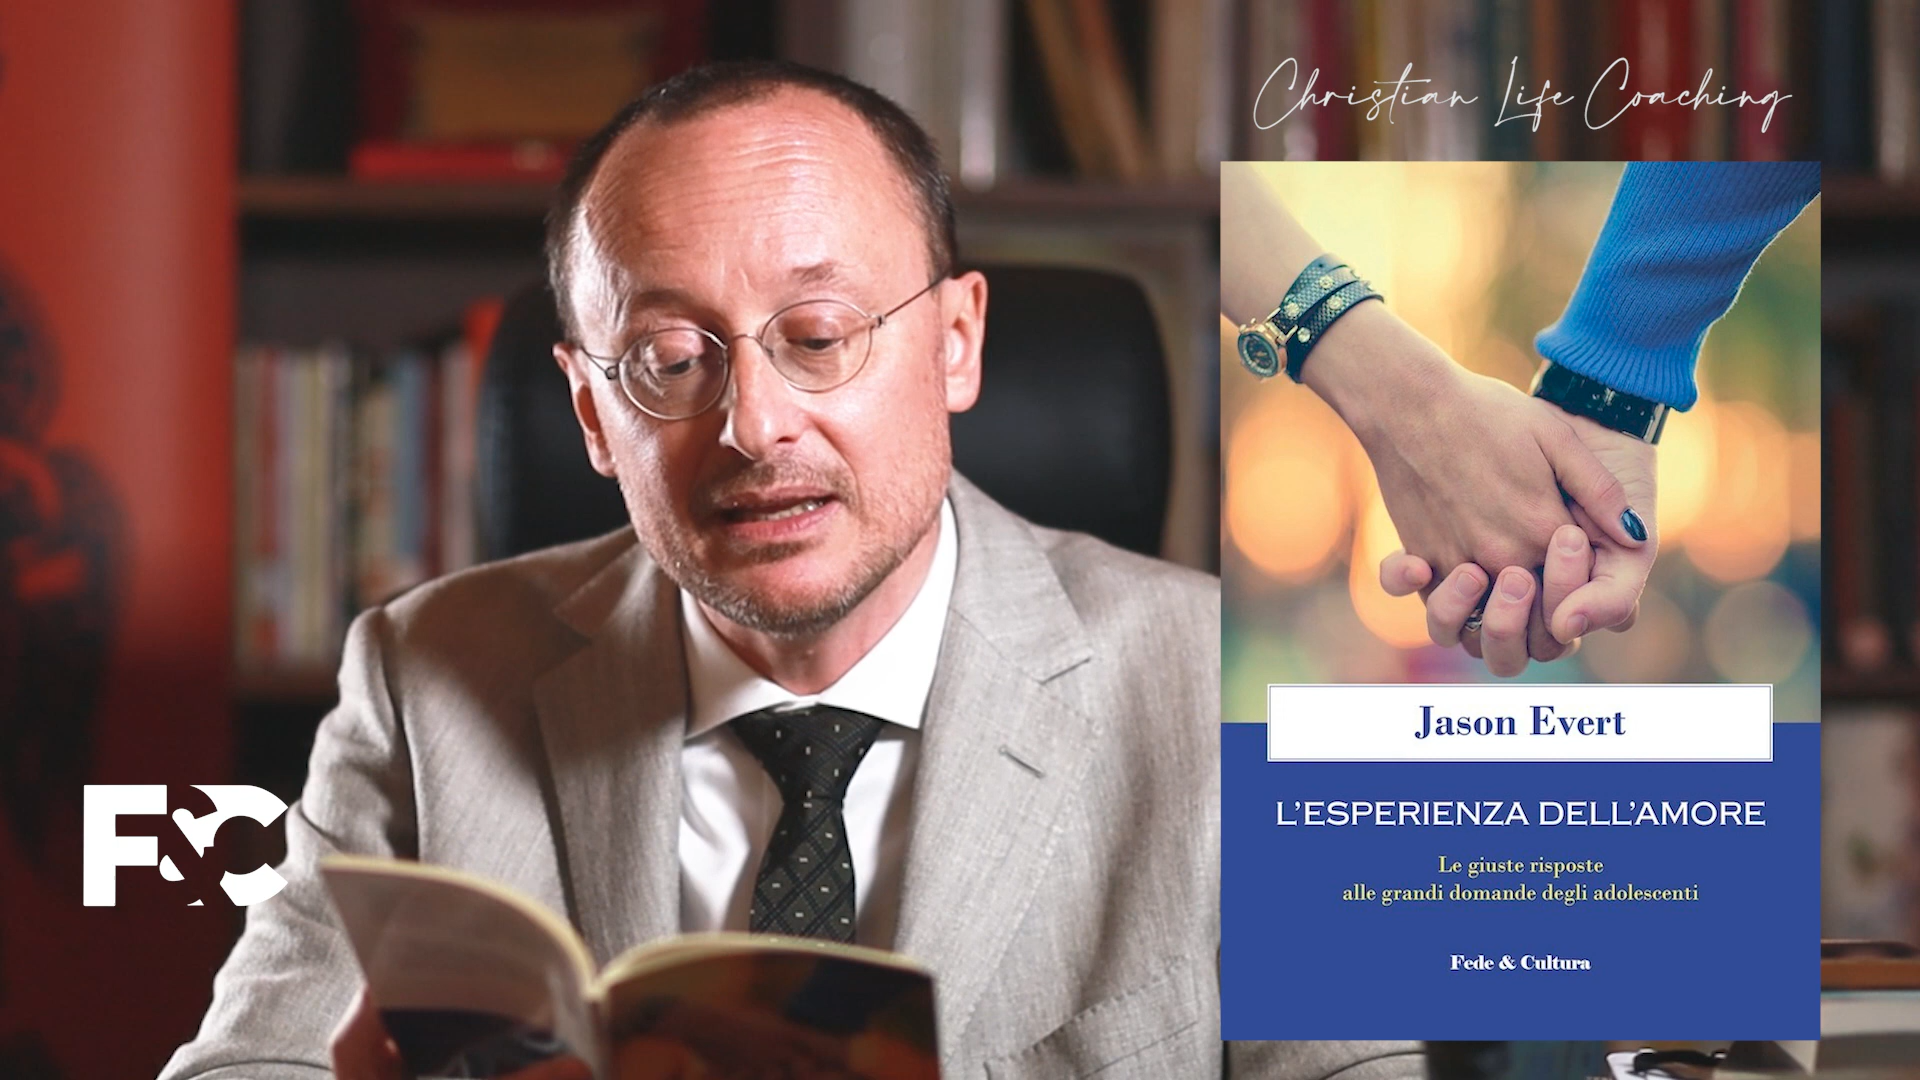 Christian Life Coaching
Jason Evert
L'ESPERIENZA DELL'AMORE
Le giuste risposte
alle grandi domande degli adolescenti
Fede & Cultura
F&C